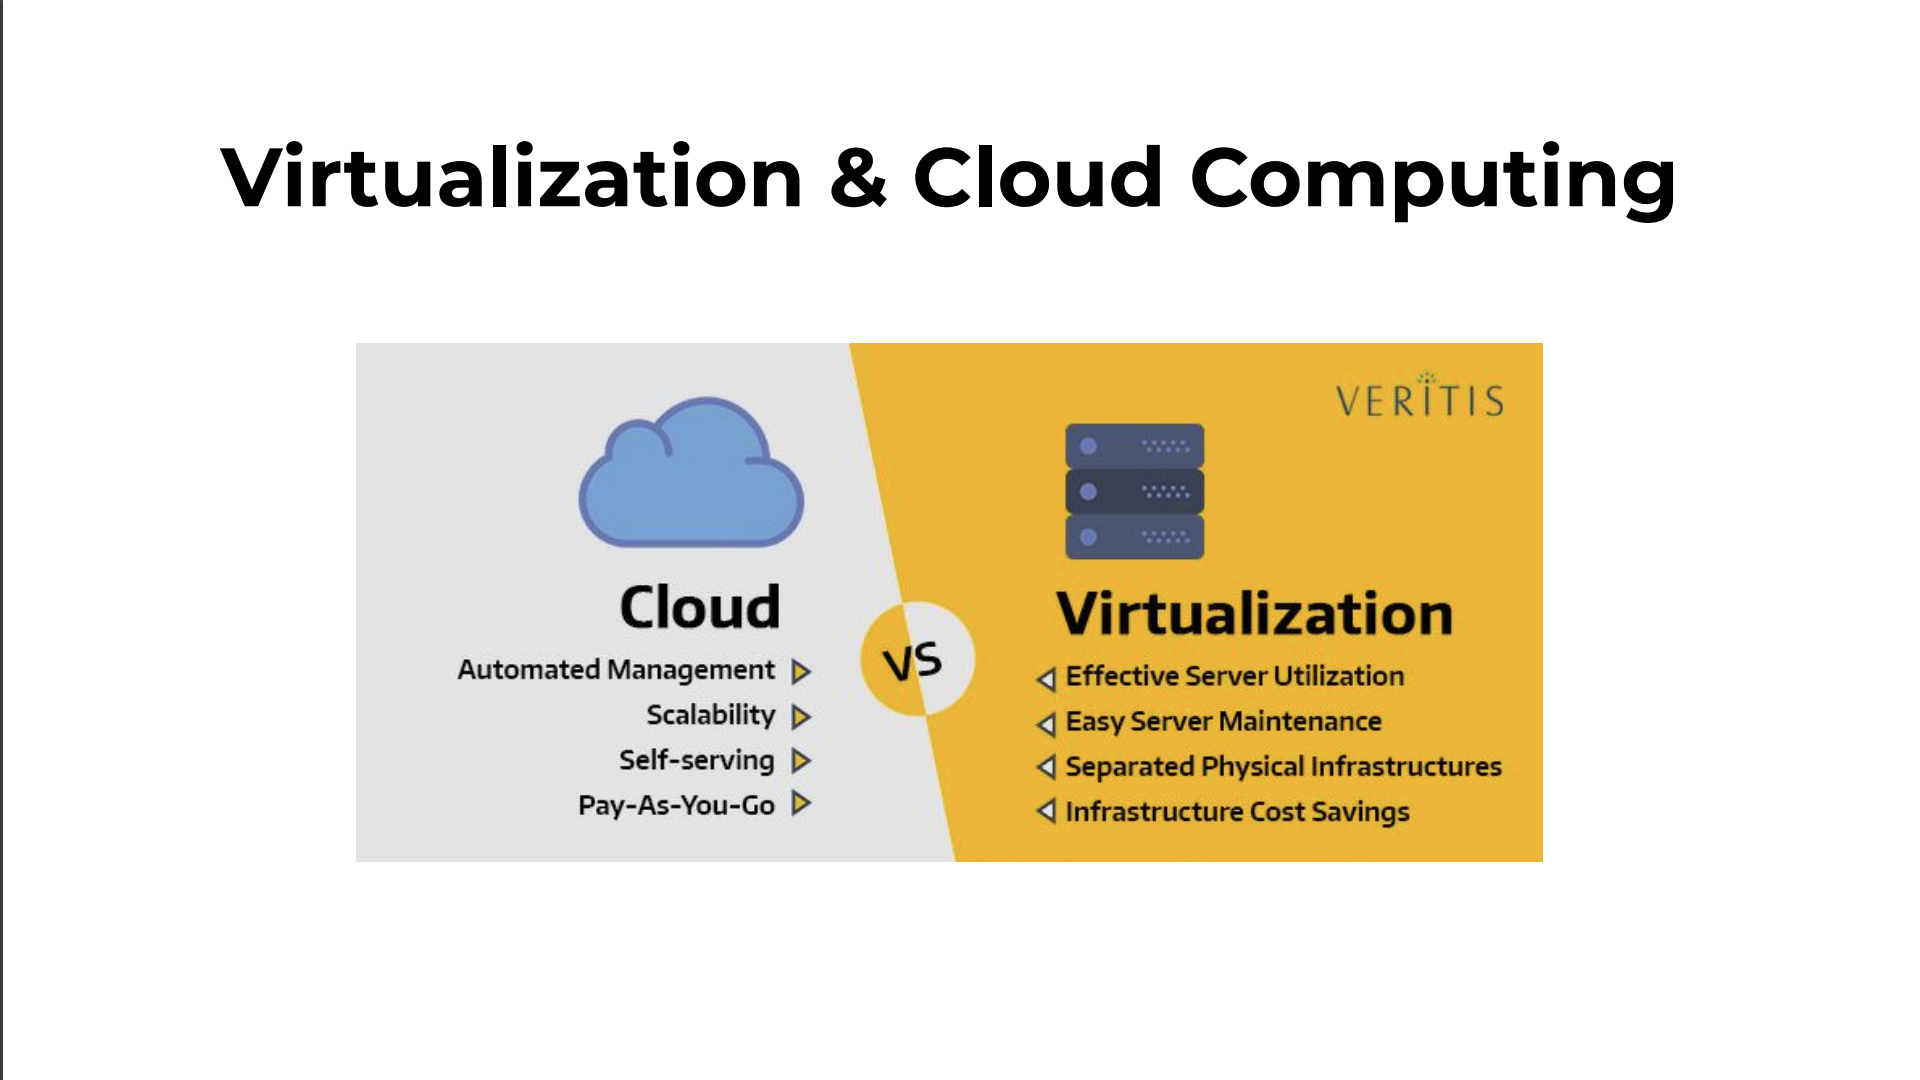 Virtualization & Cloud Computing
VERITIS
Cloud
Automated Management
Scalability
Self-serving
Pay-As-You-Go
VS
Virtualization
Effective Server Utilization
Easy Server Maintenance
Separated Physical Infrastructures
Infrastructure Cost Savings